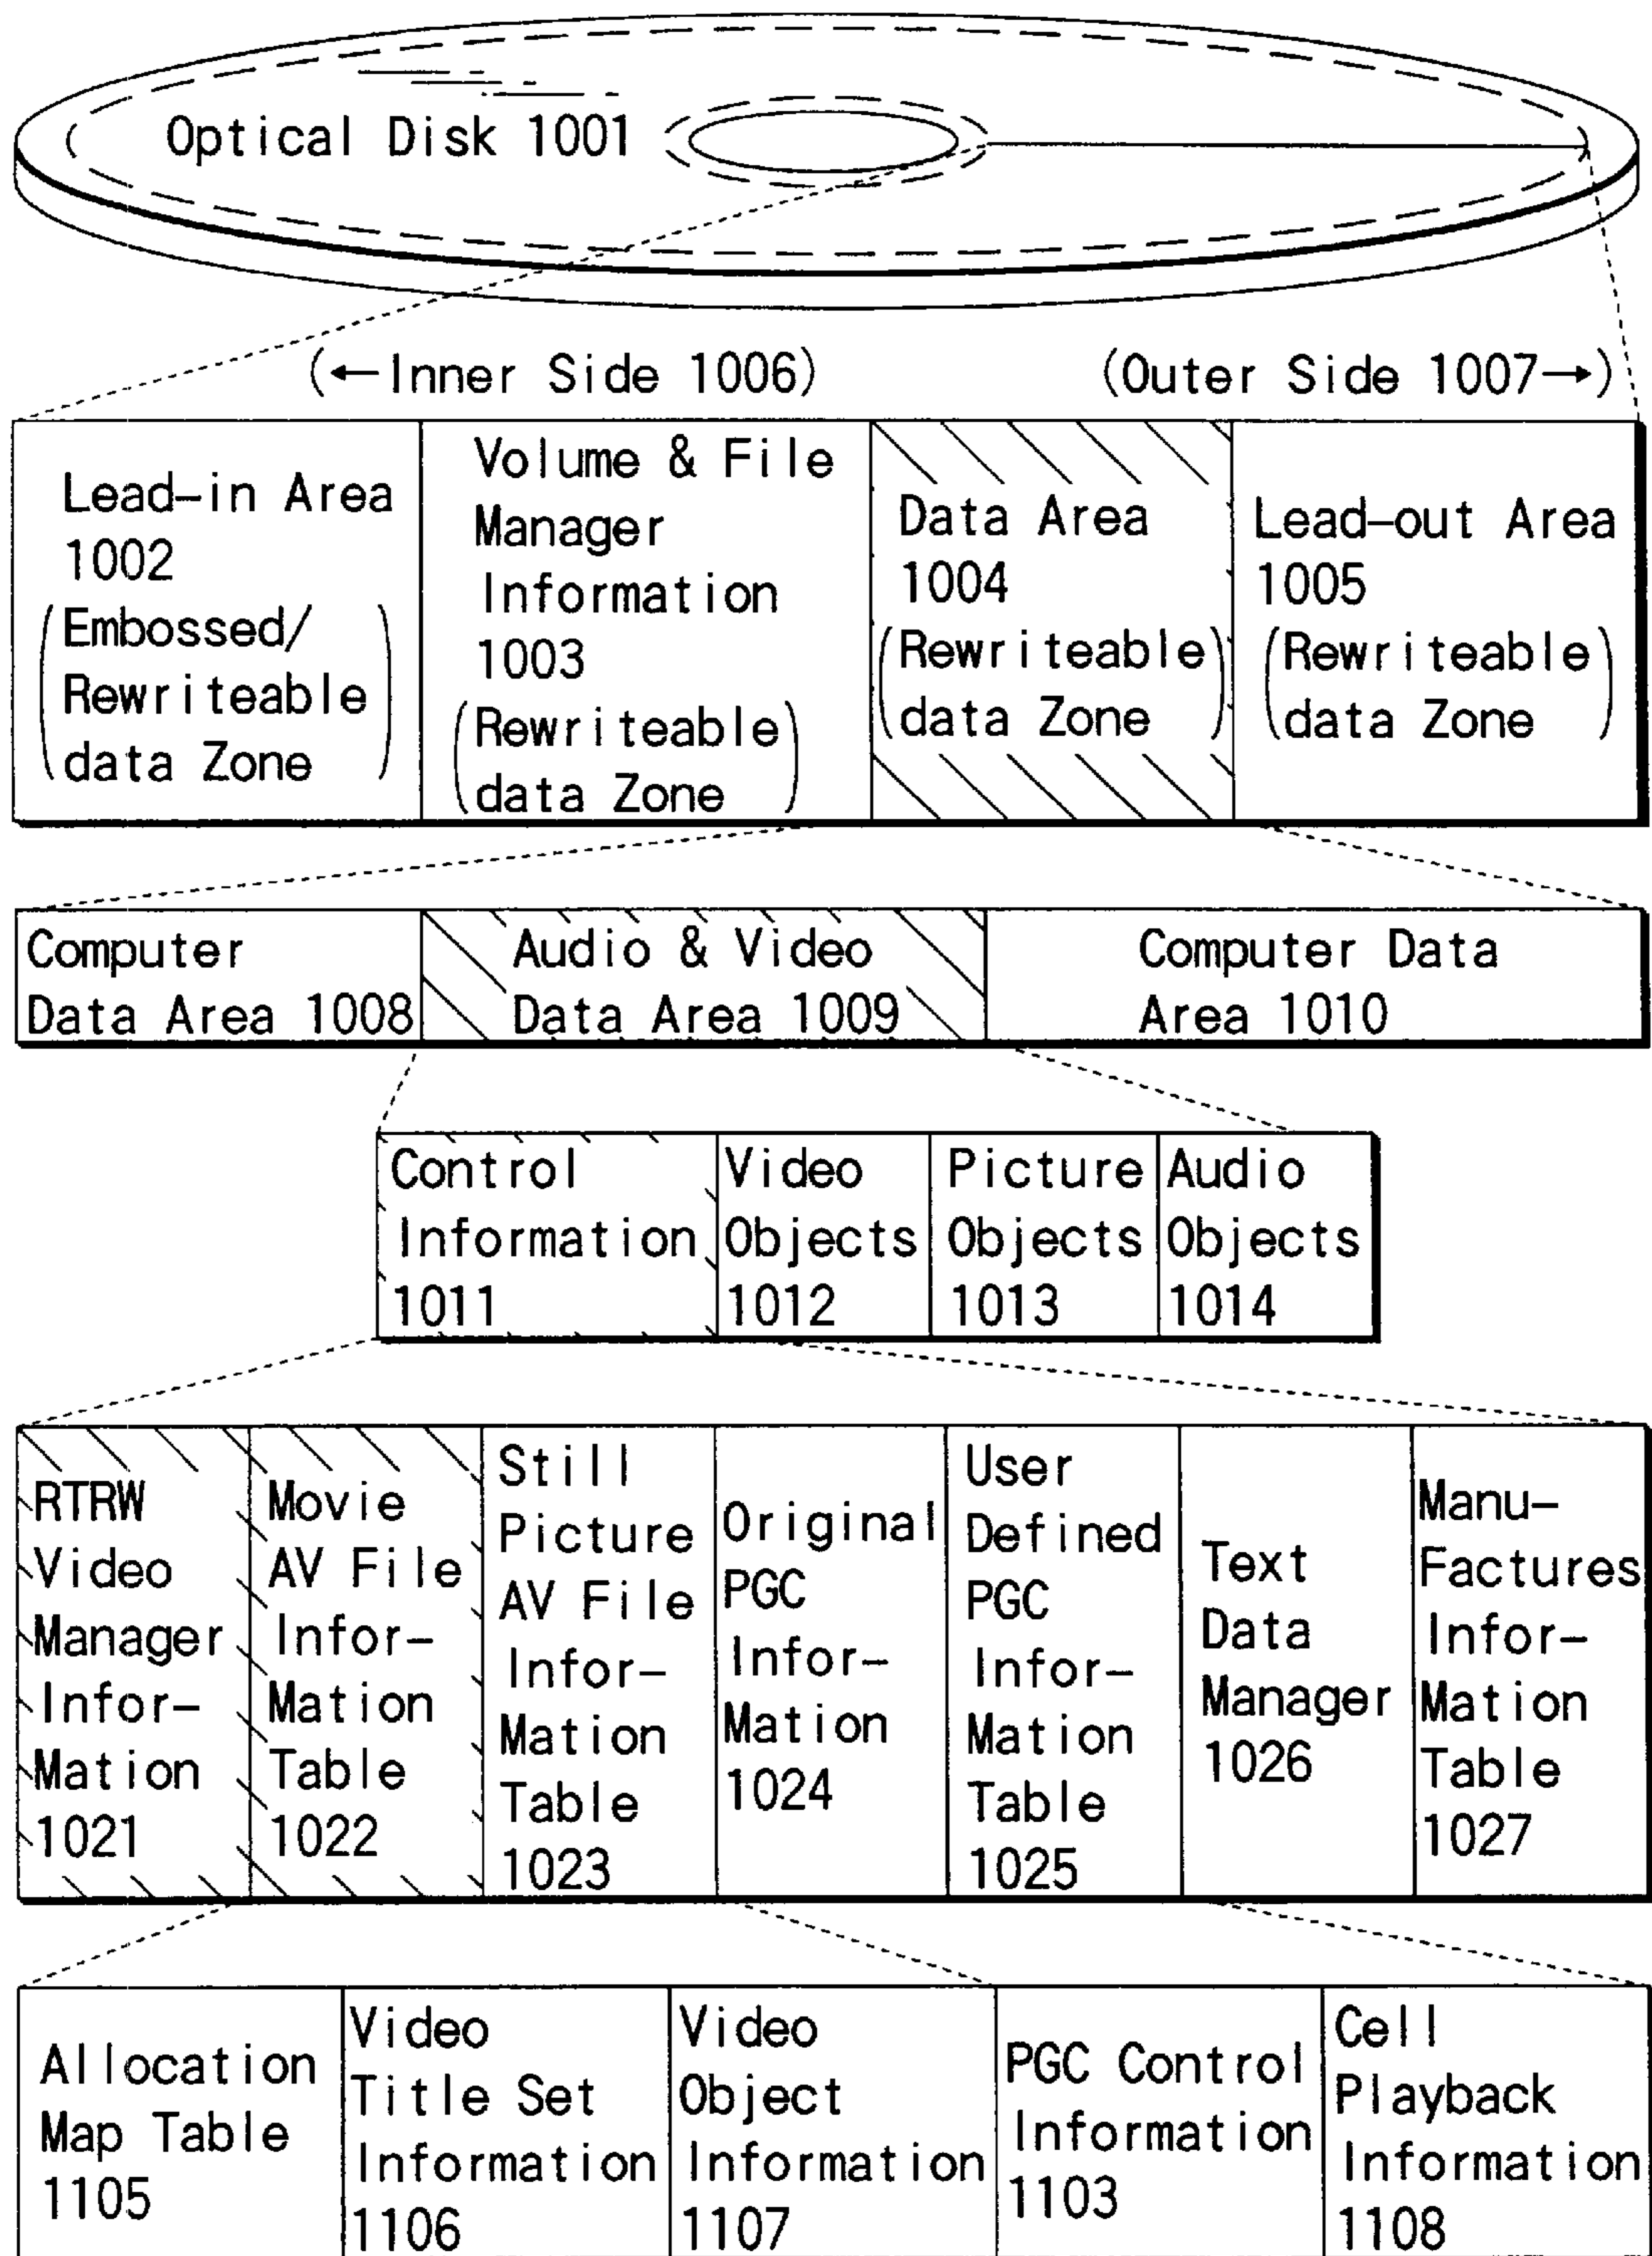 Optical Disk 1001
(←Inner Side 1006)
(Outer Side 1007→)
Lead-in Area
1002
(Embossed/
Rewriteable
data Zone)
Volume & File
Manager
Information
1003
(Rewriteable
data Zone)
Data Area
1004
(Rewriteable
data Zone)
Lead-out Area
1005
(Rewriteable
data Zone)
Computer
Data Area 1008
Audio & Video
Data Area 1009
Computer Data
Area 1010
Control
Information
1011
Video
Objects
1012
Picture
Objects
1013
Audio
Objects
1014
RTRW
Video
Manager
Infor-
Mation
1021
Movie
AV File
Infor-
Mation
Table
1022
Still
Picture
AV File
Infor-
Mation
Table
1023
Original
PGC
Infor-
Mation
1024
User
Defined
PGC
Infor-
Mation
Table
1025
Text
Data
Manager
1026
Manu-
Factures
Infor-
Mation
Table
1027
Allocation
Map Table
1105
Video
Title Set
Information
1106
Video
Object
Information
1107
PGC Control
Information
1103
Cell
Playback
Information
1108